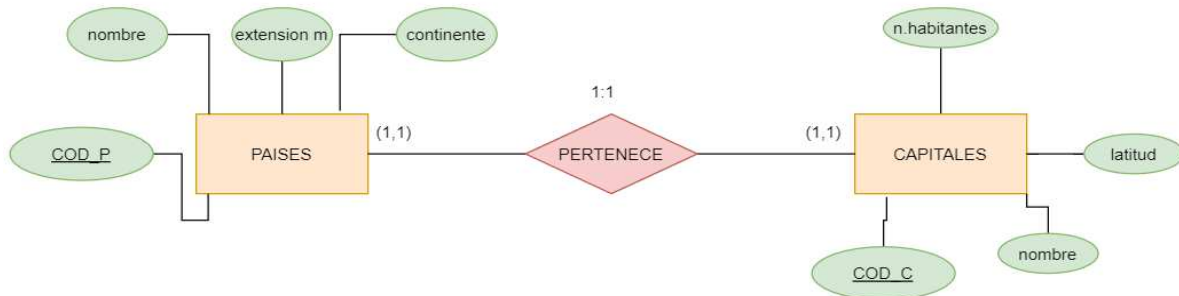 nombre
extension m
continente
n.habitantes
1:1
(1,1)
(1,1)
COD_P
PAISES
PERTENECE
CAPITALES
latitud
COD_C
nombre